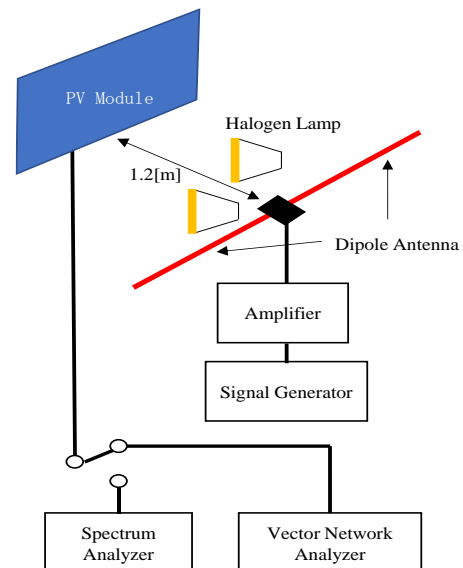 PV Module
Halogen Lamp
1.2[m]
Dipole Antenna
Amplifier
Signal Generator
Spectrum
Analyzer
Vector Network
Analyzer